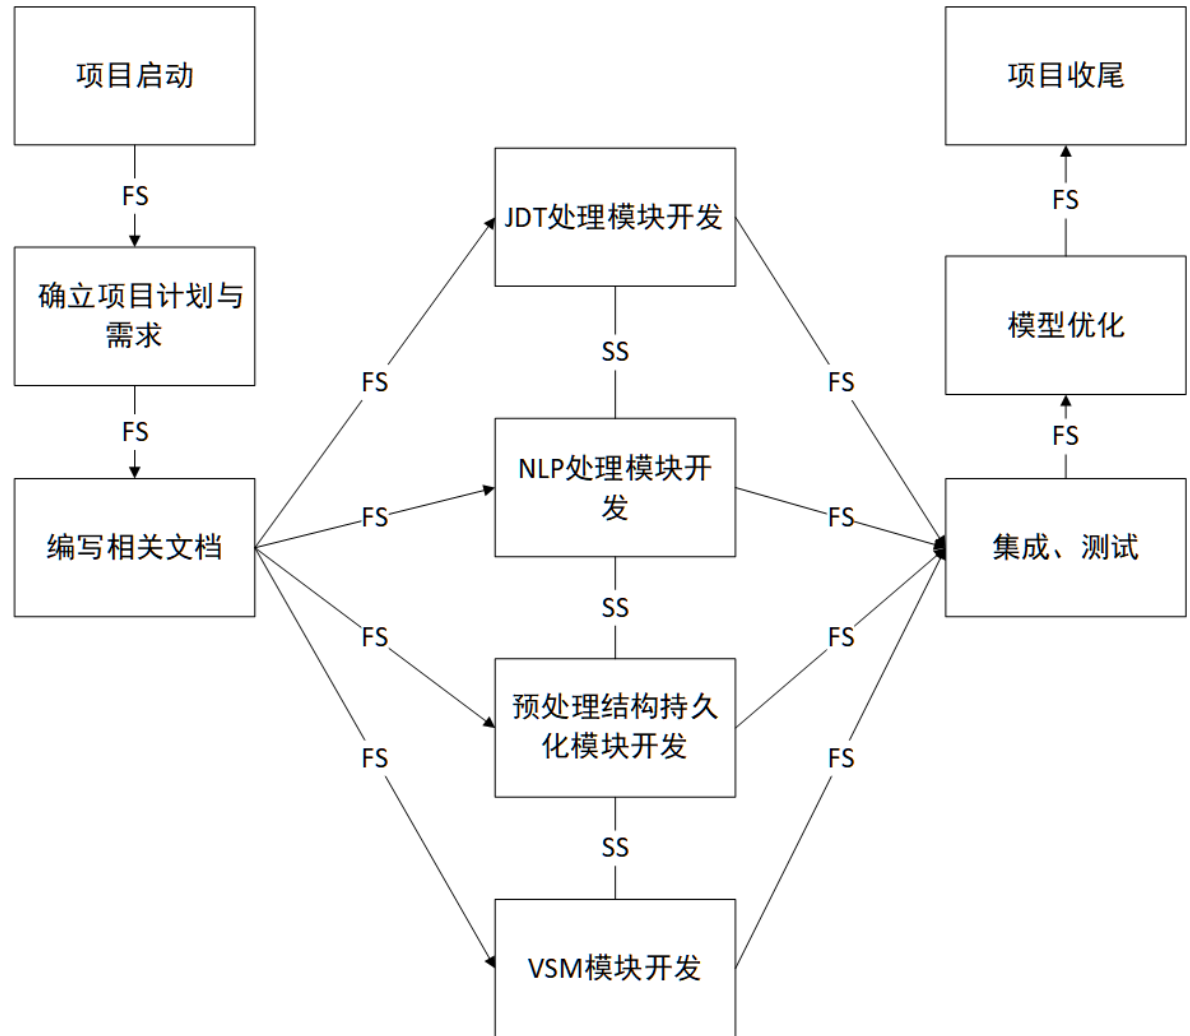 项目启动
FS
确立项目计划与
需求
FS
编写相关文档
FS
FS
FS
FS
JDT处理模块开发
SS
NLP处理模块开
发
SS
预处理结构持久
化模块开发
SS
VSM模块开发
FS
FS
FS
FS
集成、测试
FS
模型优化
FS
项目收尾